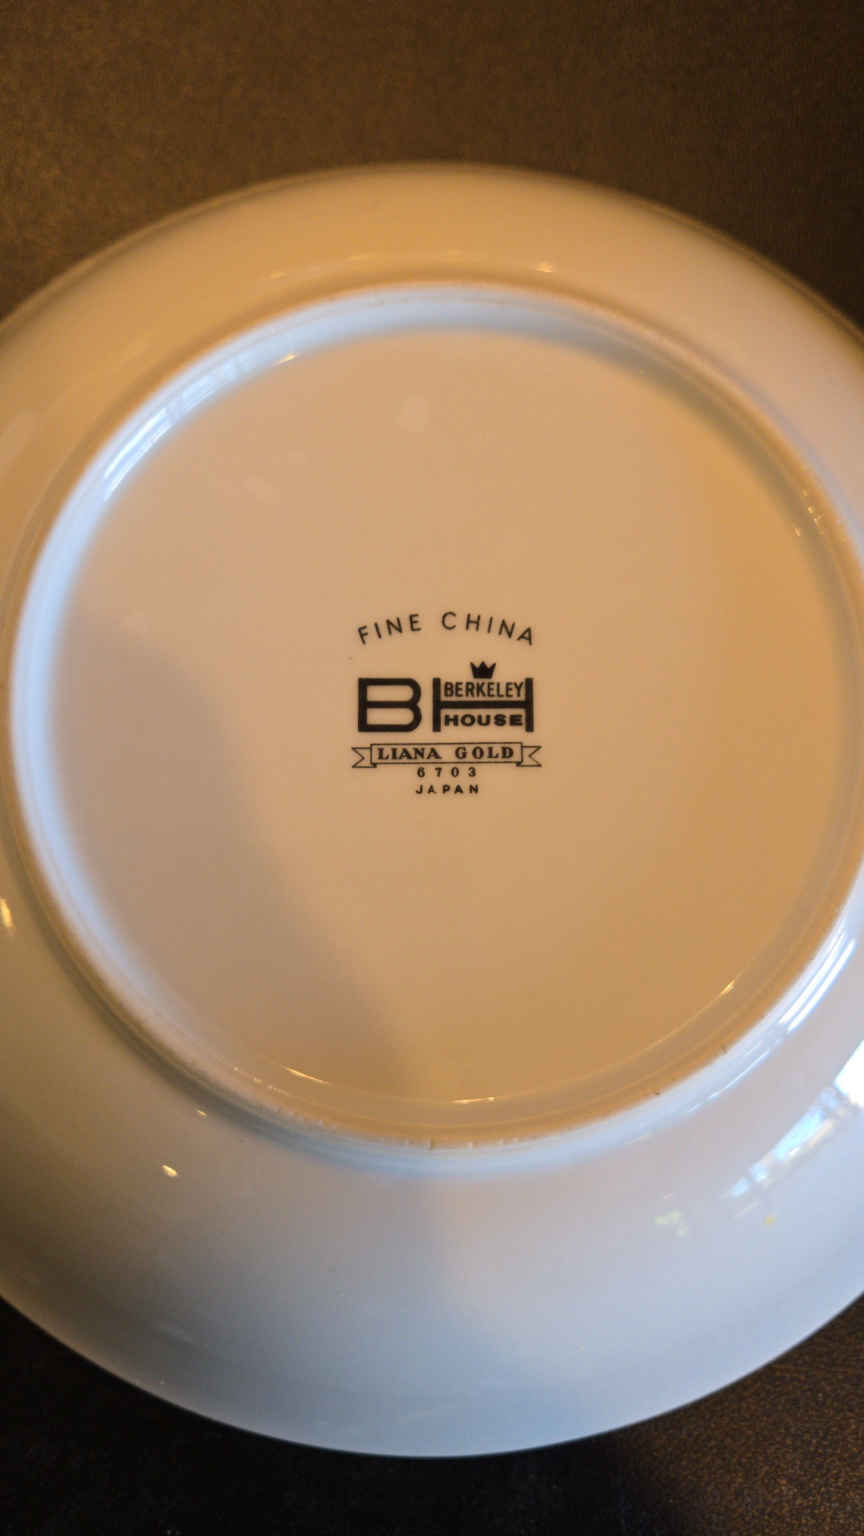 FINE CHINA
BH
BERKELEY
HOUSE
LIANA GOLD
6703
JAPAN